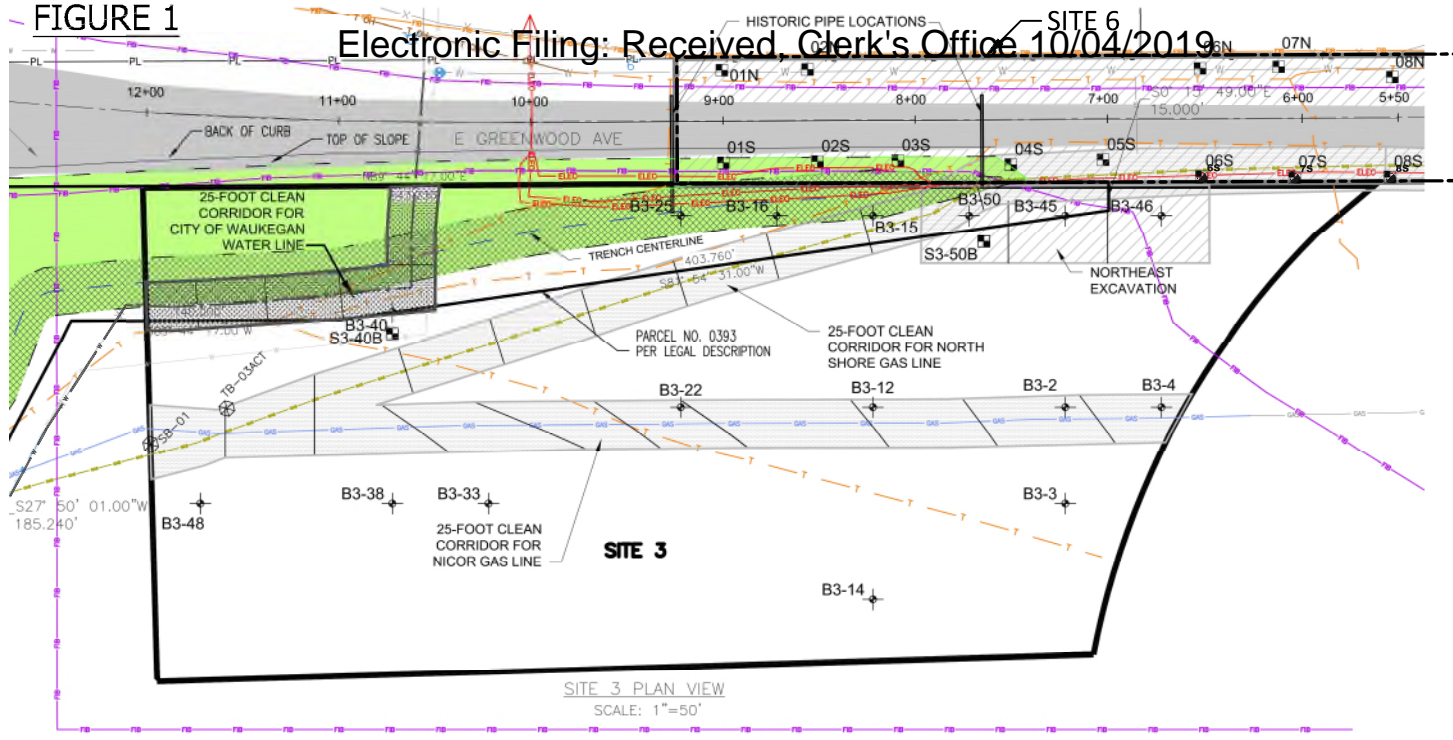 FIGURE 1
Electronic Filing: Received, Clerk's Office 10/04/2019
HISTORIC PIPE LOCATIONS
SITE 6
02N
06N
07N
01N
08N
12+00
11+00
10+00
9+00
8+00
7+00
6+00
5+50
15.000'
BACK OF CURB
TOP OF SLOPE
E GREENWOOD AVE
01S
02S
03S
04S
05S
06S
07S
08S
25-FOOT CLEAN
CORRIDOR FOR
CITY OF WAUKEGAN
WATER LINE
B3-25
B3-16
B3-15
B3-50
B3-45
B3-46
S3-50B
TRENCH CENTERLINE
403.760'
NORTHEAST
EXCAVATION
B3-40
S3-40B
PARCEL NO. 0393
PER LEGAL DESCRIPTION
25-FOOT CLEAN
CORRIDOR FOR NORTH
SHORE GAS LINE
TB-03ACT
SB-01
B3-22
B3-12
B3-2
B3-4
S27° 50' 01.00"W
185.240'
B3-48
B3-38
B3-33
B3-3
25-FOOT CLEAN
CORRIDOR FOR
NICOR GAS LINE
SITE 3
B3-14
SITE 3 PLAN VIEW
SCALE: 1"=50'